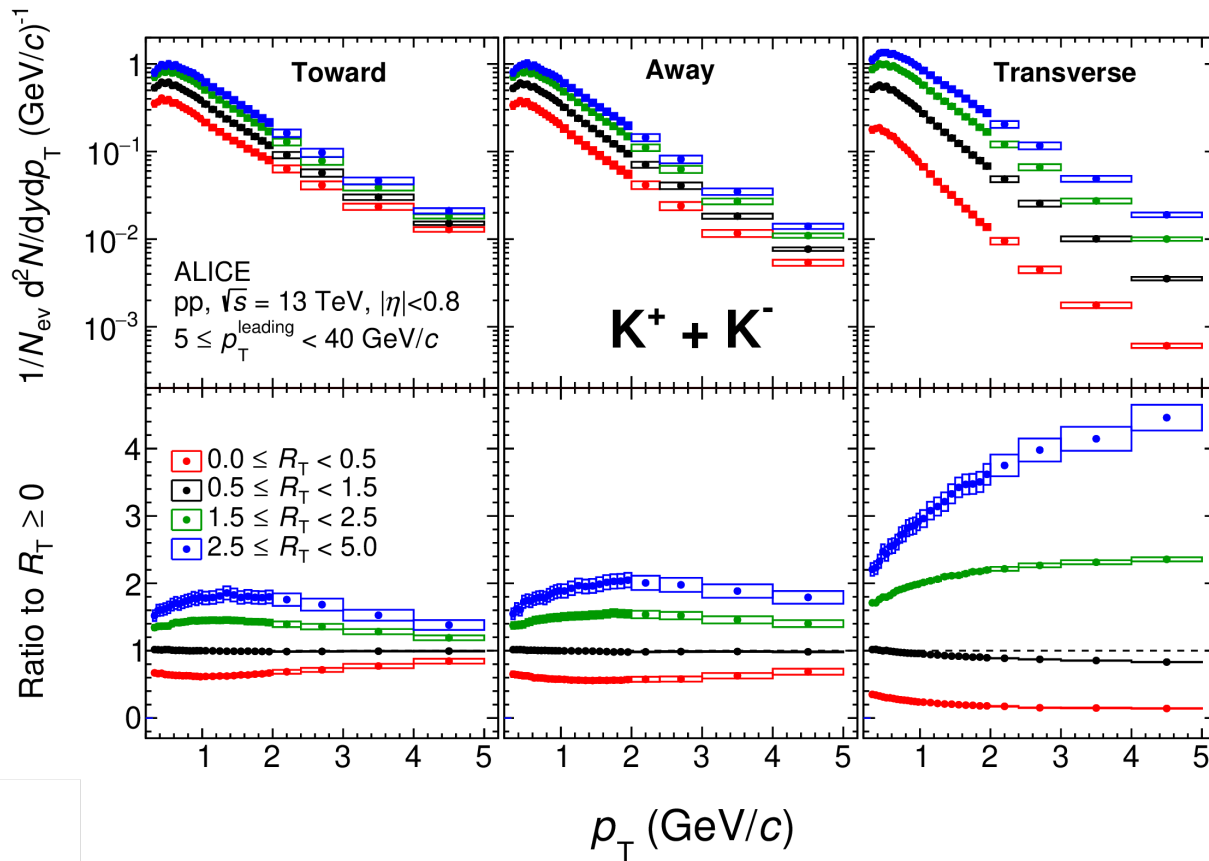 1/N_ev d²N/dydp_T (GeV/c)⁻¹
1
10⁻¹
10⁻²
10⁻³
Toward
Away
Transverse
ALICE
pp, √s = 13 TeV, |η|<0.8
5 ≤ p_T^leading < 40 GeV/c
K⁺ + K⁻
Ratio to R_T ≥ 0
4
3
2
1
0
0.0 ≤ R_T < 0.5
0.5 ≤ R_T < 1.5
1.5 ≤ R_T < 2.5
2.5 ≤ R_T < 5.0
1 2 3 4 5 1 2 3 4 5 1 2 3 4 5
p_T (GeV/c)